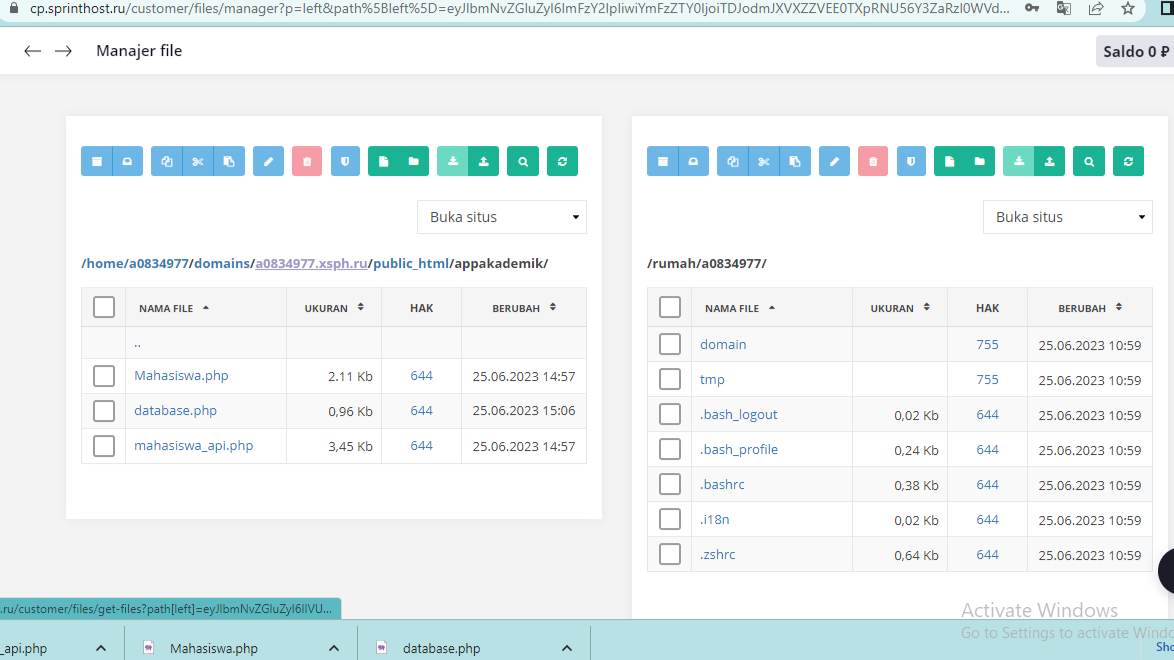 cp.sprinthost.ru/customer/files/manager?p=left&path%5Bleft%5D=eyJlbmNvZGluZyI6ImFzY2lpIiwiYmFzZTY0IjoiTDJodmJXVXZZVEE0TXpRNU56Y3ZaRzl0WVd...
Manajer file
Saldo 0 ₽
Buka situs
/home/a0834977/domains/a0834977.xsph.ru/public_html/appakademik/
NAMA FILE UKURAN HAK BERUBAH
..
Mahasiswa.php 2.11 Kb 644 25.06.2023 14:57
database.php 0,96 Kb 644 25.06.2023 15:06
mahasiswa_api.php 3,45 Kb 644 25.06.2023 14:57
Buka situs
/rumah/a0834977/
NAMA FILE UKURAN HAK BERUBAH
domain 755 25.06.2023 10:59
tmp 755 25.06.2023 10:59
.bash_logout 0,02 Kb 644 25.06.2023 10:59
.bash_profile 0,24 Kb 644 25.06.2023 10:59
.bashrc 0,38 Kb 644 25.06.2023 10:59
.i18n 0,02 Kb 644 25.06.2023 10:59
.zshrc 0,64 Kb 644 25.06.2023 10:59
.ru/customer/files/get-files?path[left]=eyJlbmNvZGluZyI6IlVU...
Activate Windows
Go to Settings to activate Windo
_api.php Mahasiswa.php database.php Sho